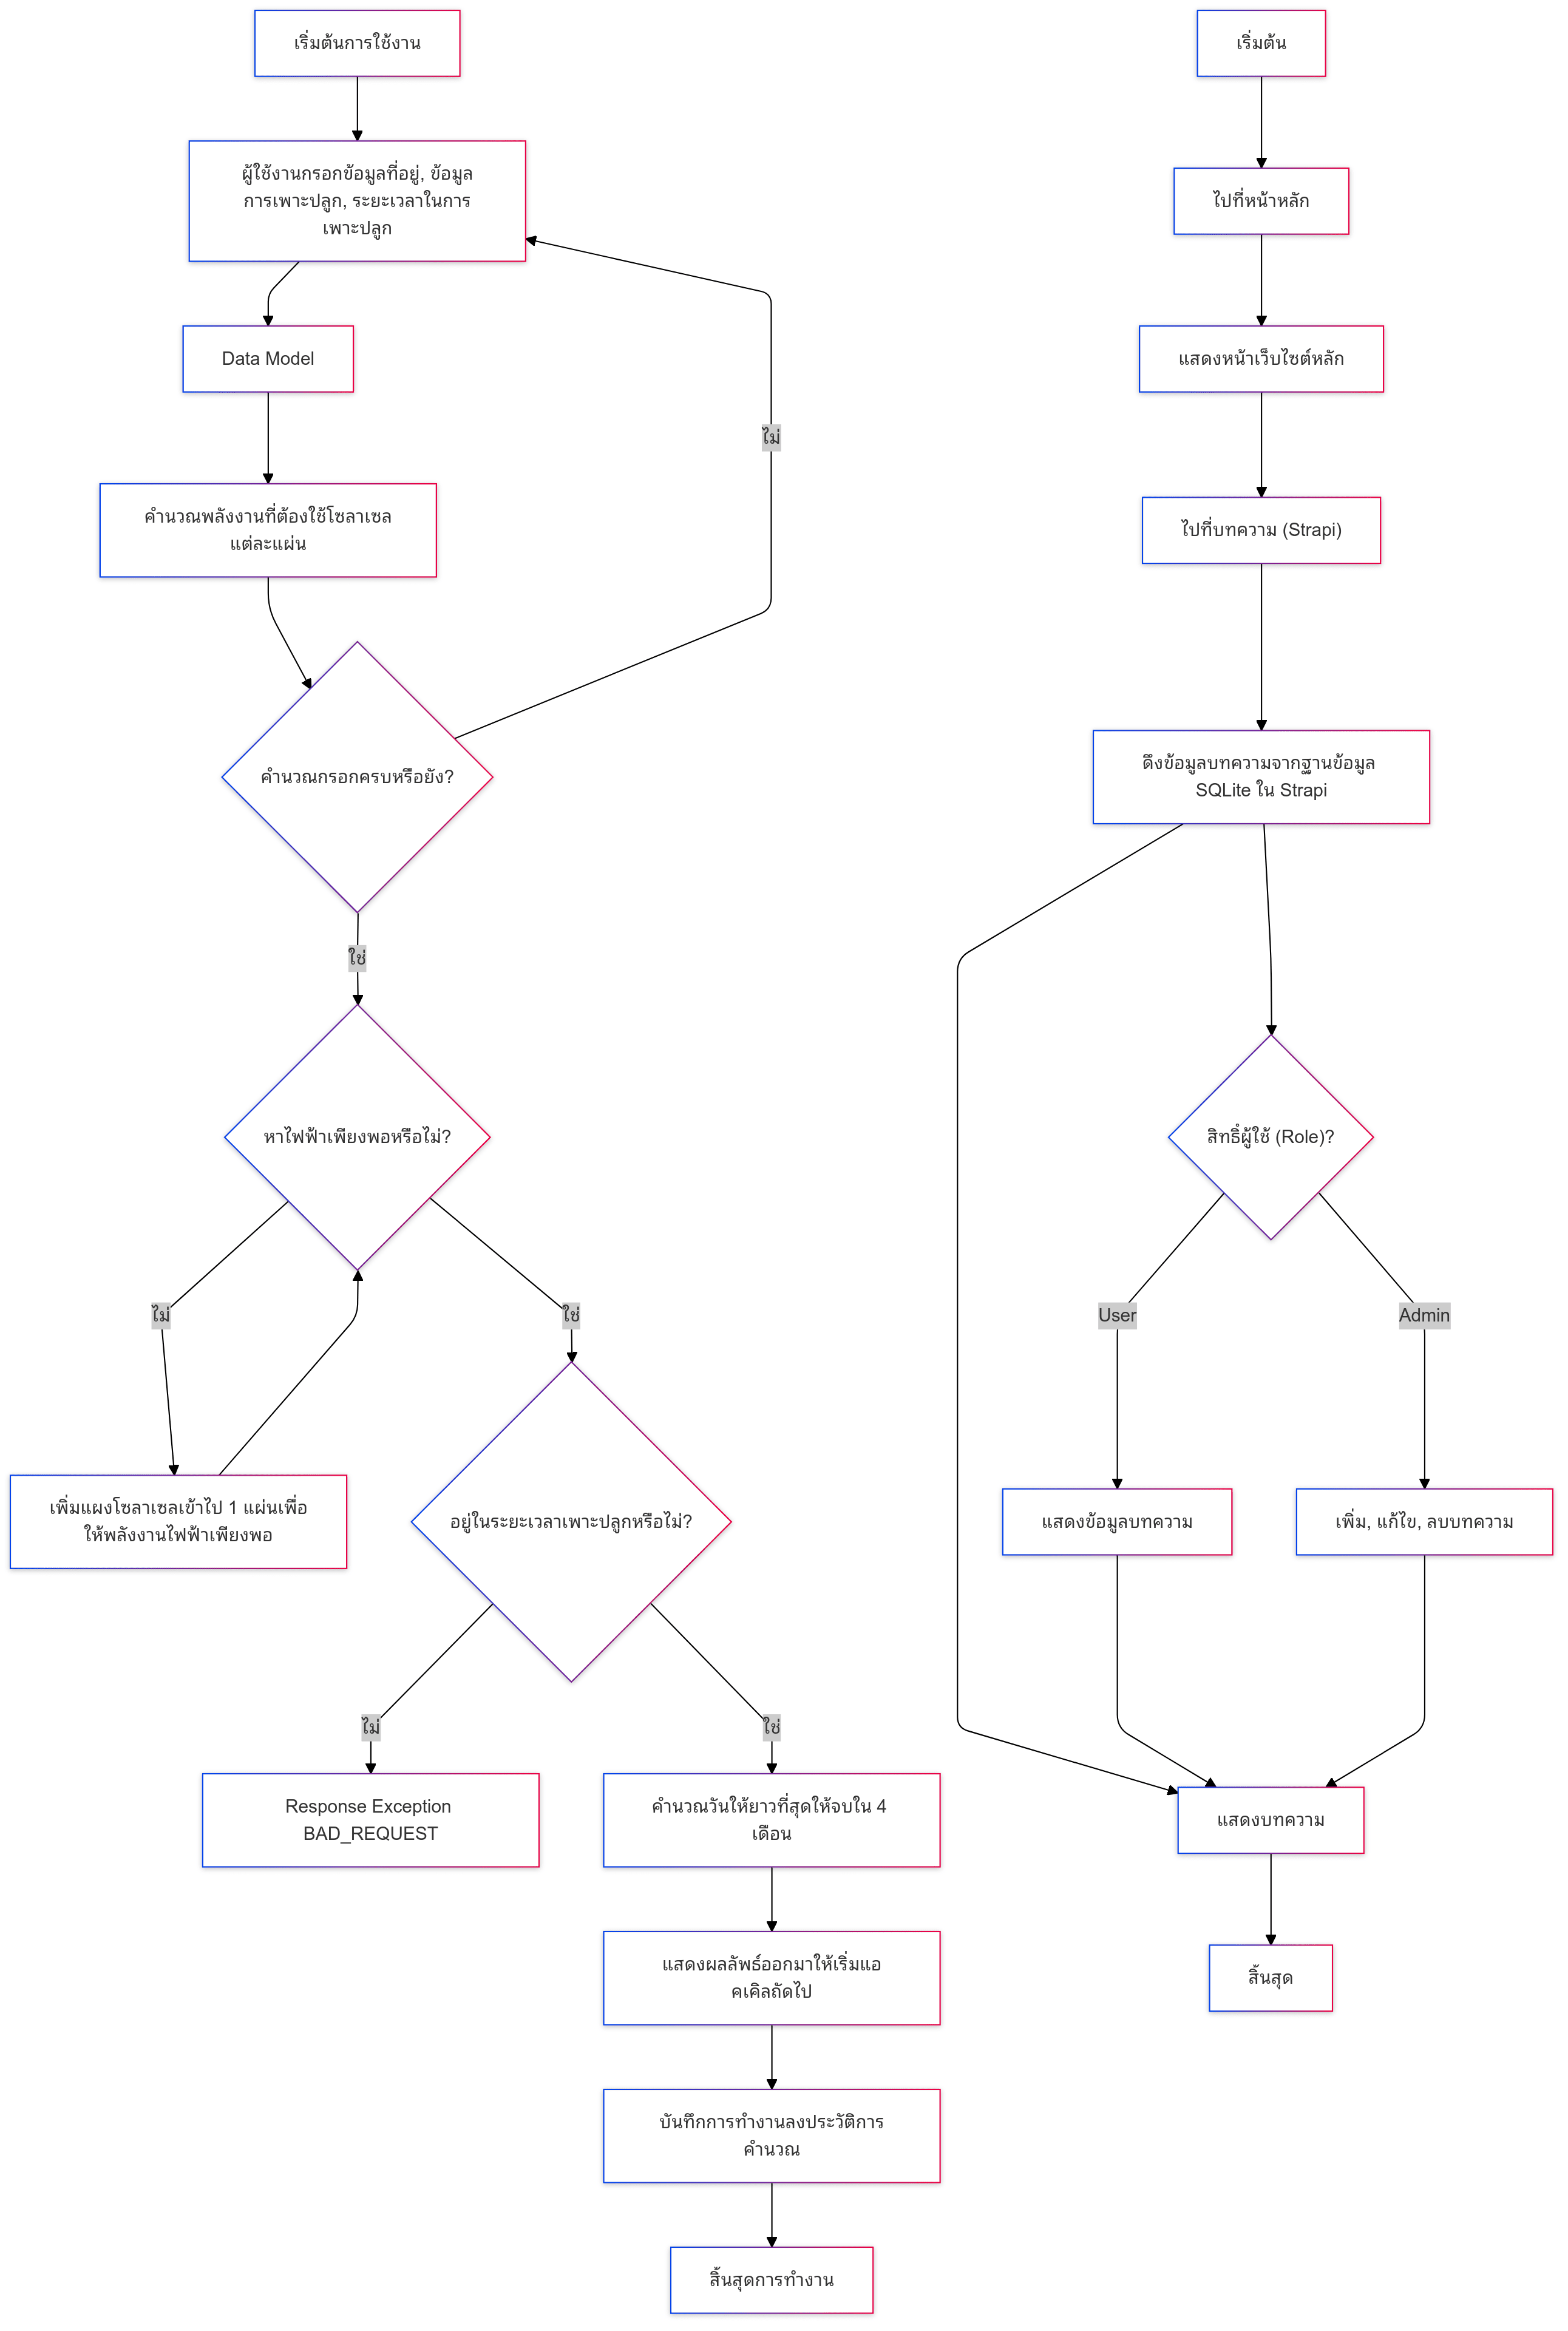 เริ่มต้นการใช้งาน
ผู้ใช้งานกรอกข้อมูลที่อยู่, ข้อมูล
การเพาะปลูก, ระยะเวลาในการ
เพาะปลูก
Data Model
คำนวณพลังงานที่ต้องใช้โซลาเซล
แต่ละแผ่น
ไม่
คำนวณกรอกครบหรือยัง?
ใช่
หาไฟฟ้าเพียงพอหรือไม่?
ไม่
ใช่
เพิ่มแผงโซลาเซลเข้าไป 1 แผ่นเพื่อ
ให้พลังงานไฟฟ้าเพียงพอ
อยู่ในระยะเวลาเพาะปลูกหรือไม่?
ไม่
ใช่
Response Exception
BAD_REQUEST
คำนวณวันให้ยาวที่สุดให้จบใน 4
เดือน
แสดงผลลัพธ์ออกมาให้เริ่มแอ
คเคิลถัดไป
บันทึกการทำงานลงประวัติการ
คำนวณ
สิ้นสุดการทำงาน
เริ่มต้น
ไปที่หน้าหลัก
แสดงหน้าเว็บไซต์หลัก
ไปที่บทความ (Strapi)
ดึงข้อมูลบทความจากฐานข้อมูล
SQLite ใน Strapi
สิทธิ์ผู้ใช้ (Role)?
User
Admin
แสดงข้อมูลบทความ
เพิ่ม, แก้ไข, ลบบทความ
แสดงบทความ
สิ้นสุด